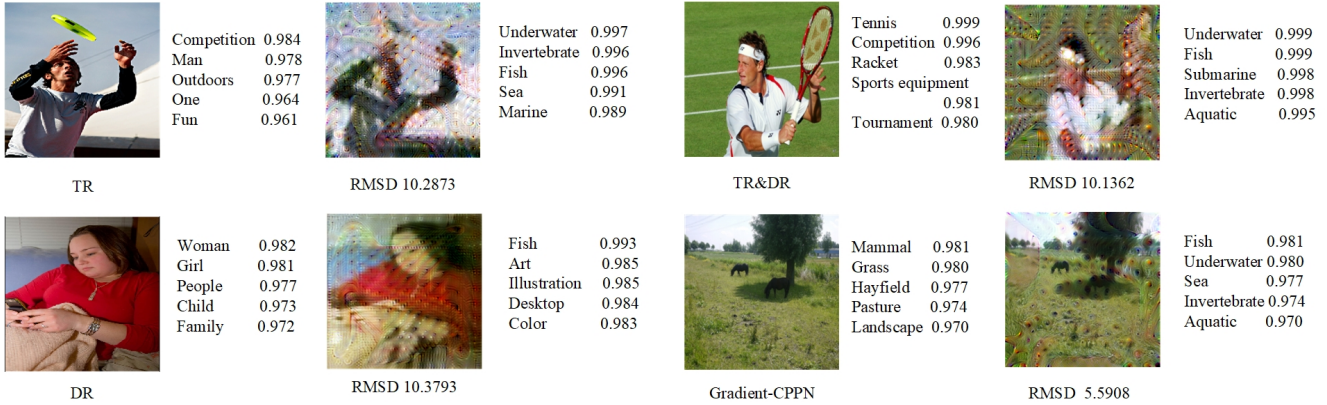 Competition 0.984
Man 0.978
Outdoors 0.977
One 0.964
Fun 0.961
TR
Underwater 0.997
Invertebrate 0.996
Fish 0.996
Sea 0.991
Marine 0.989
RMSD 10.2873
Tennis 0.999
Competition 0.996
Racket 0.983
Sports equipment
0.981
Tournament 0.980
TR&DR
Underwater 0.999
Fish 0.999
Submarine 0.998
Invertebrate 0.998
Aquatic 0.995
RMSD 10.1362
Woman 0.982
Girl 0.981
People 0.977
Child 0.973
Family 0.972
DR
Fish 0.993
Art 0.985
Illustration 0.985
Desktop 0.984
Color 0.983
RMSD 10.3793
Mammal 0.981
Grass 0.980
Hayfield 0.977
Pasture 0.974
Landscape 0.970
Gradient-CPPN
Fish 0.981
Underwater 0.980
Sea 0.977
Invertebrate 0.974
Aquatic 0.970
RMSD 5.5908